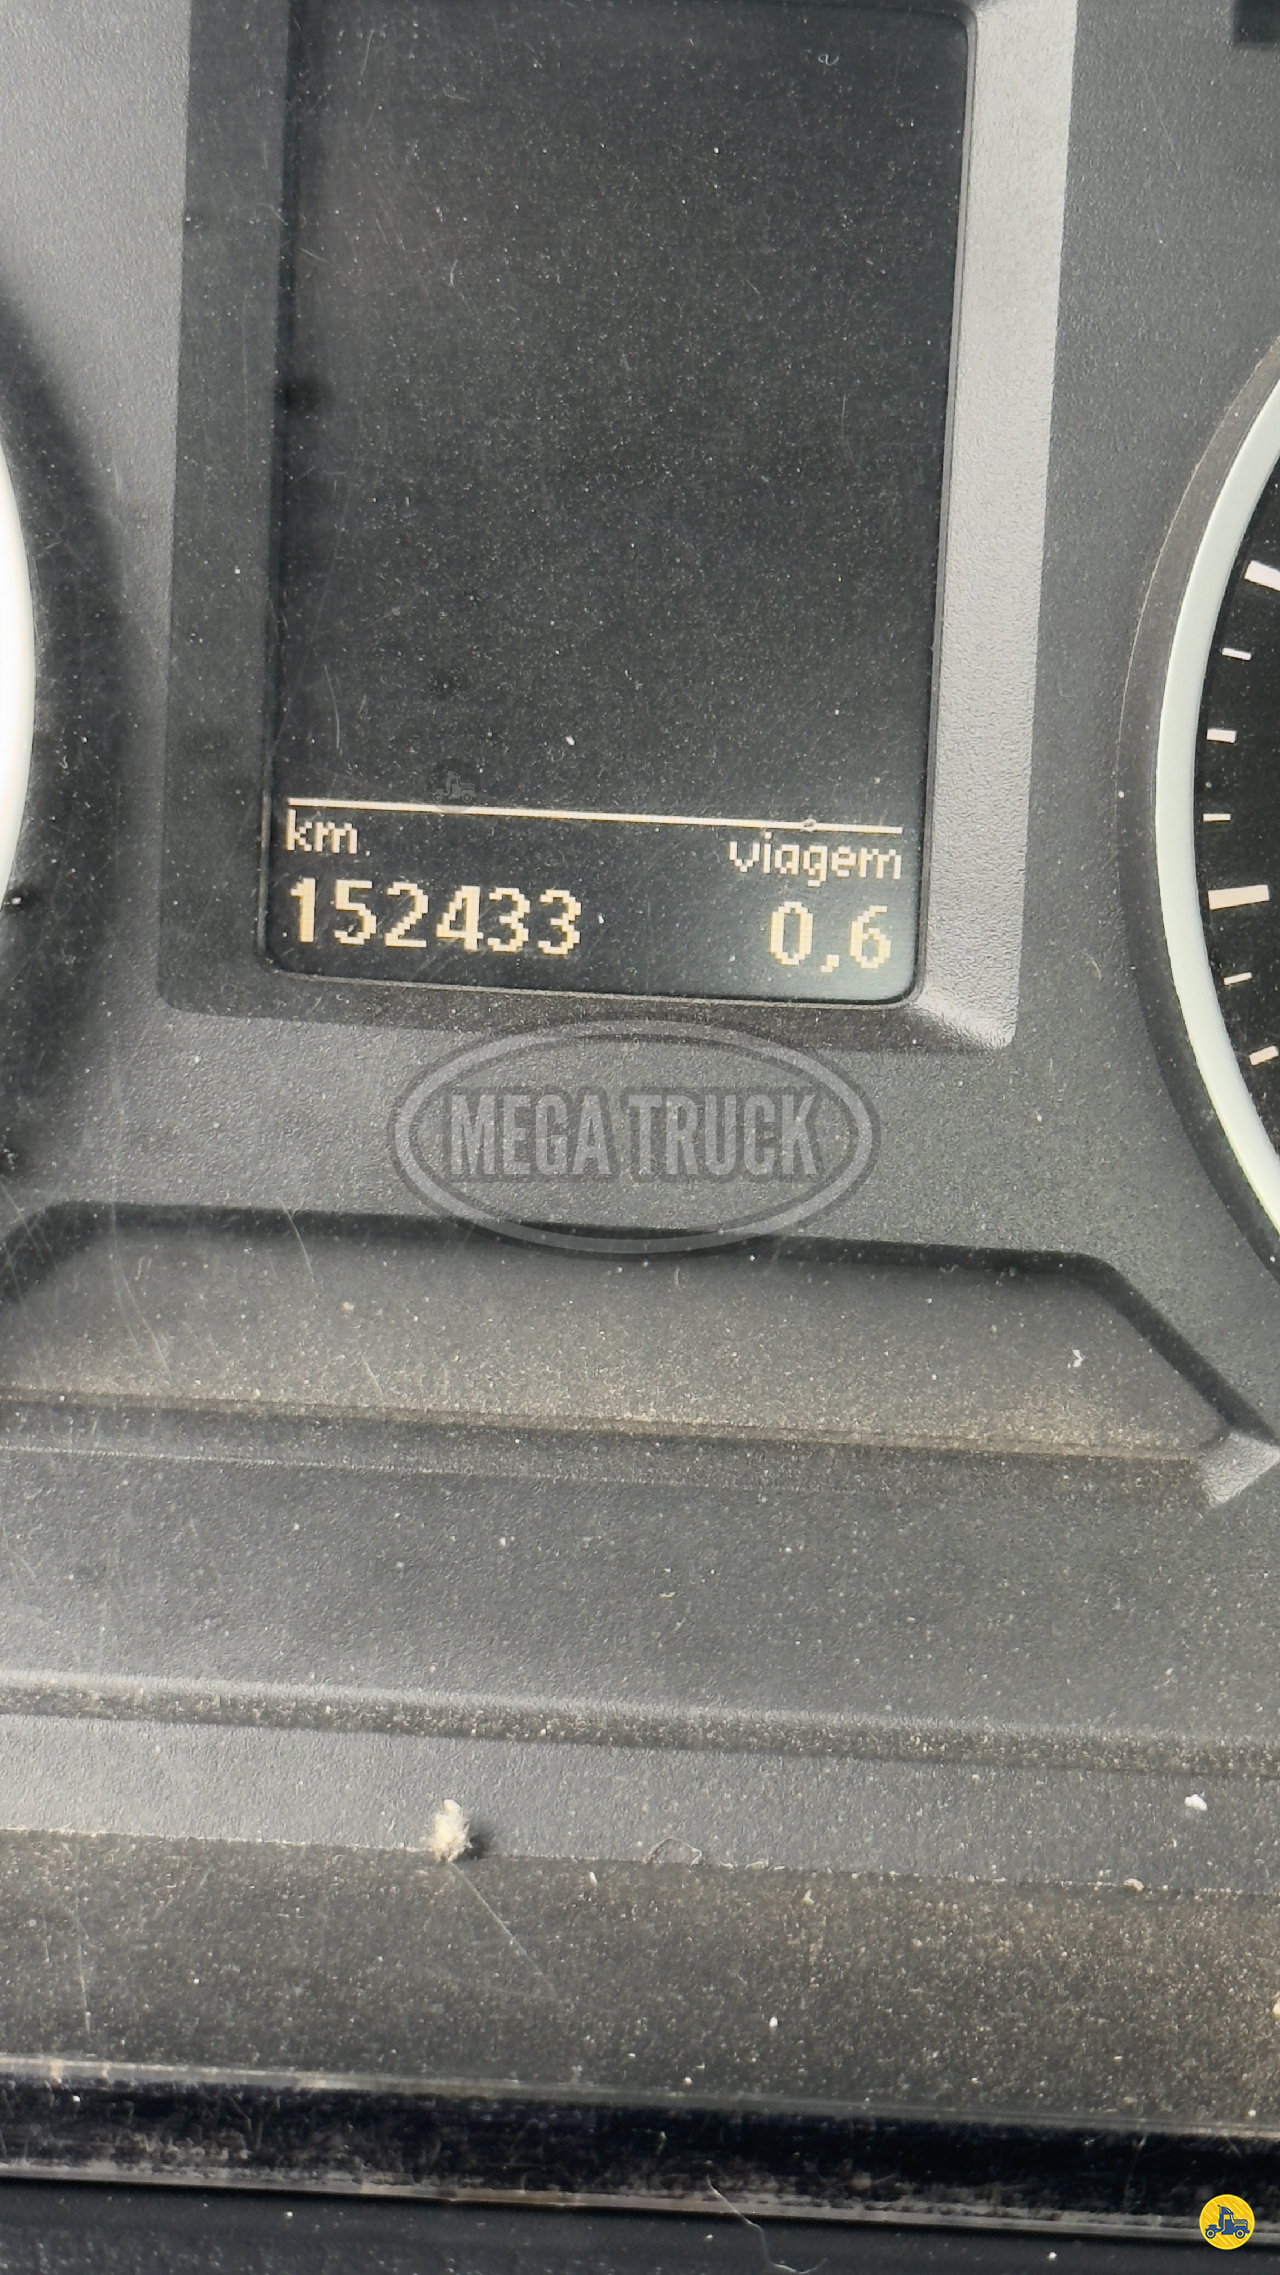 km viagem
152433 0,6
MEGA TRUCK